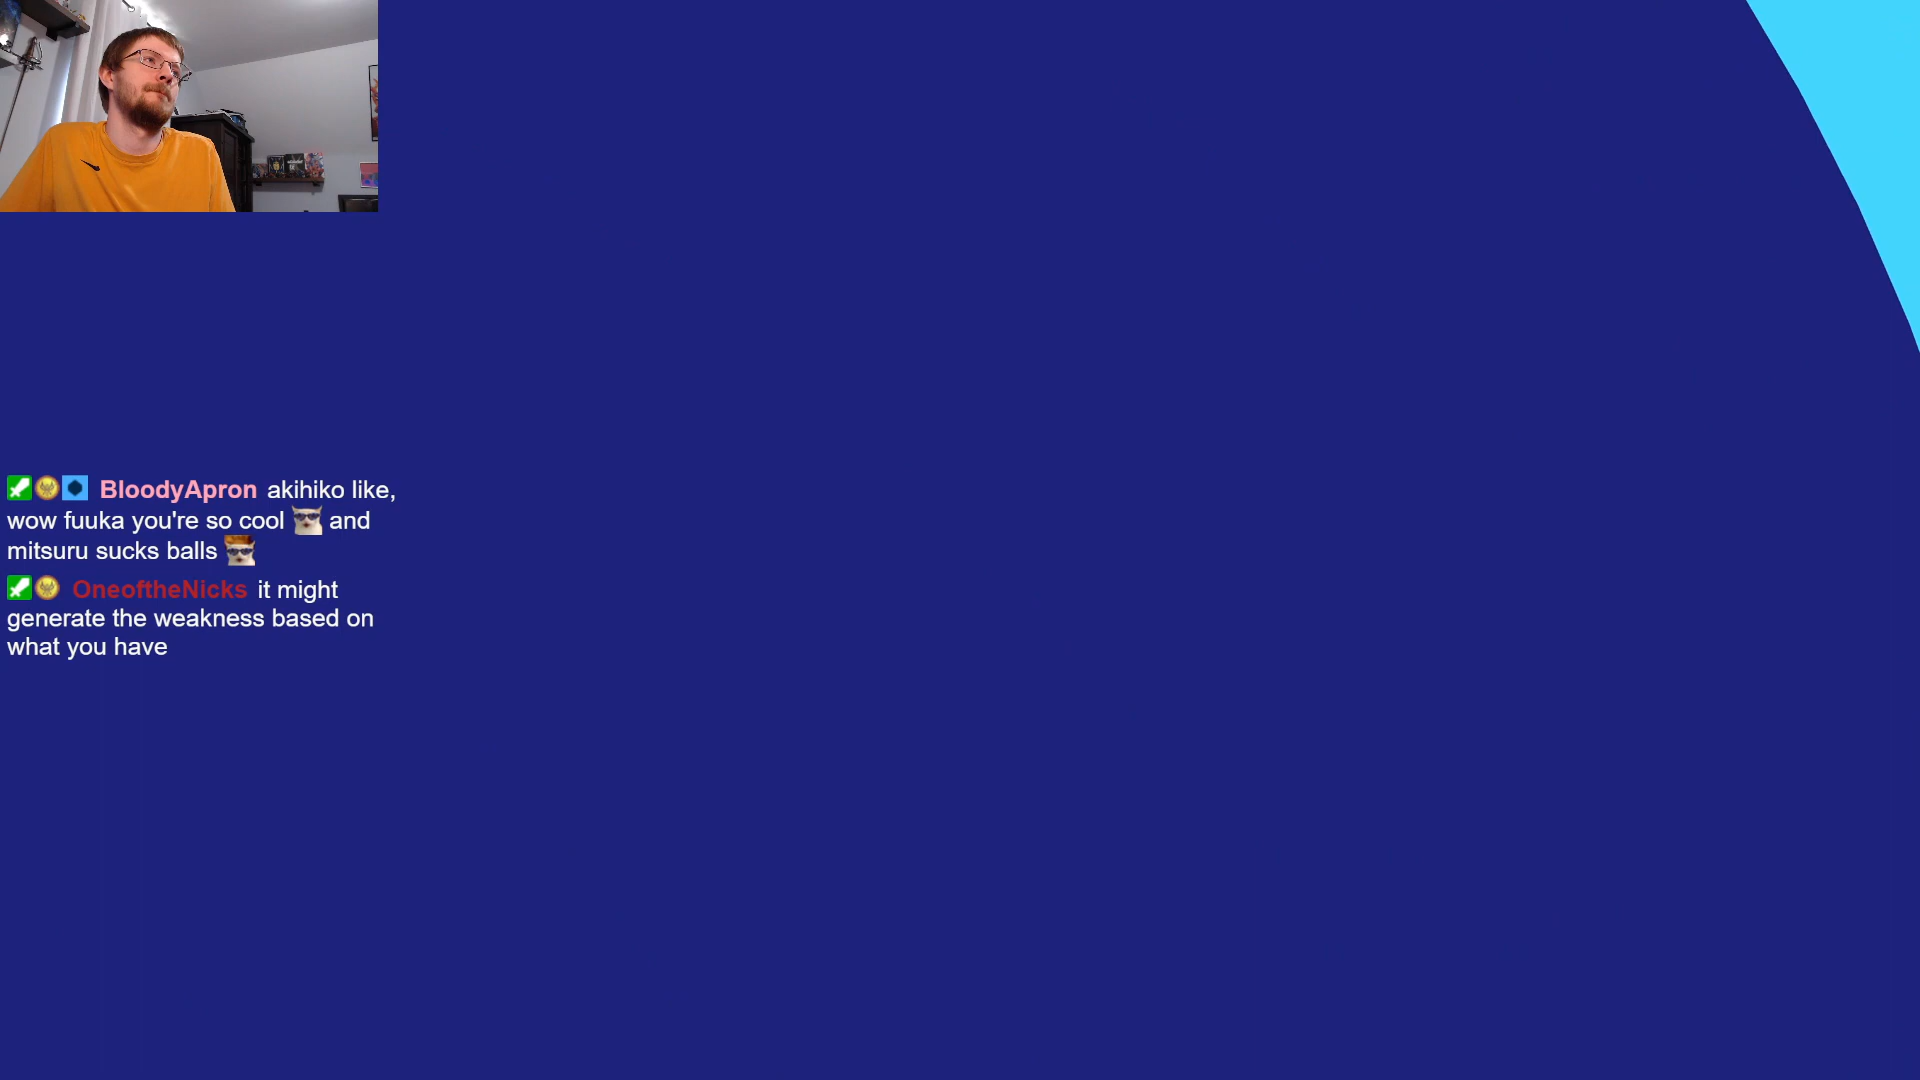 BloodyApron akihiko like,
wow fuuka you're so cool and
mitsuru sucks balls
OneoftheNicks it might
generate the weakness based on
what you have